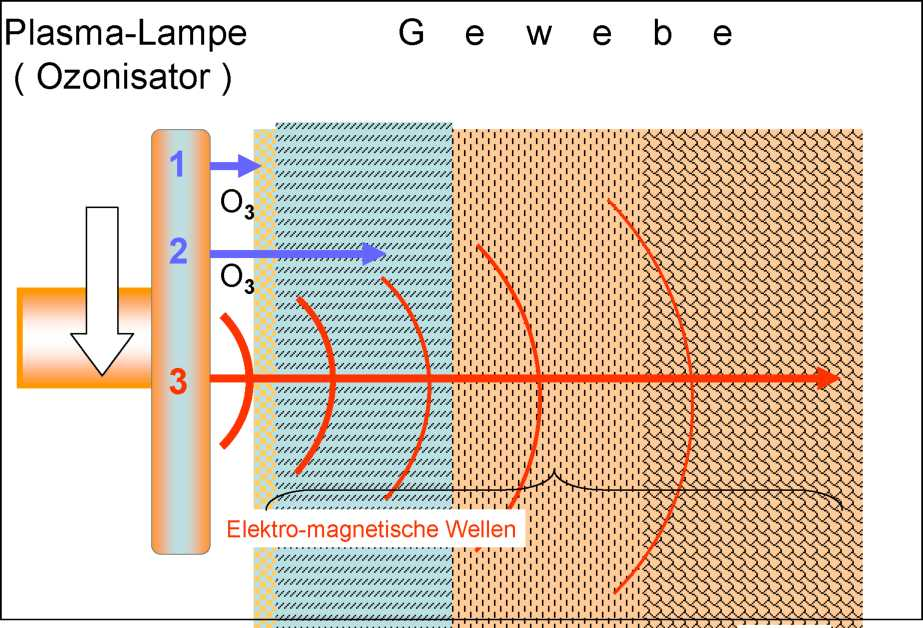 Plasma-Lampe
( Ozonisator )
G e w e b e
1
O3
2
O3
3
Elektro-magnetische Wellen